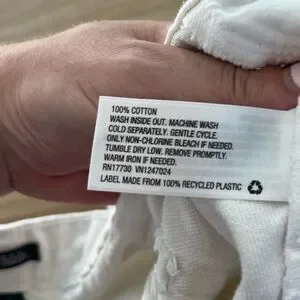 100% COTTON
WASH INSIDE OUT. MACHINE WASH
COLD SEPARATELY. GENTLE CYCLE.
ONLY NON-CHLORINE BLEACH IF NEEDED.
TUMBLE DRY LOW. REMOVE PROMPTLY.
WARM IRON IF NEEDED.
RN17730 VN1247024
LABEL MADE FROM 100% RECYCLED PLASTIC